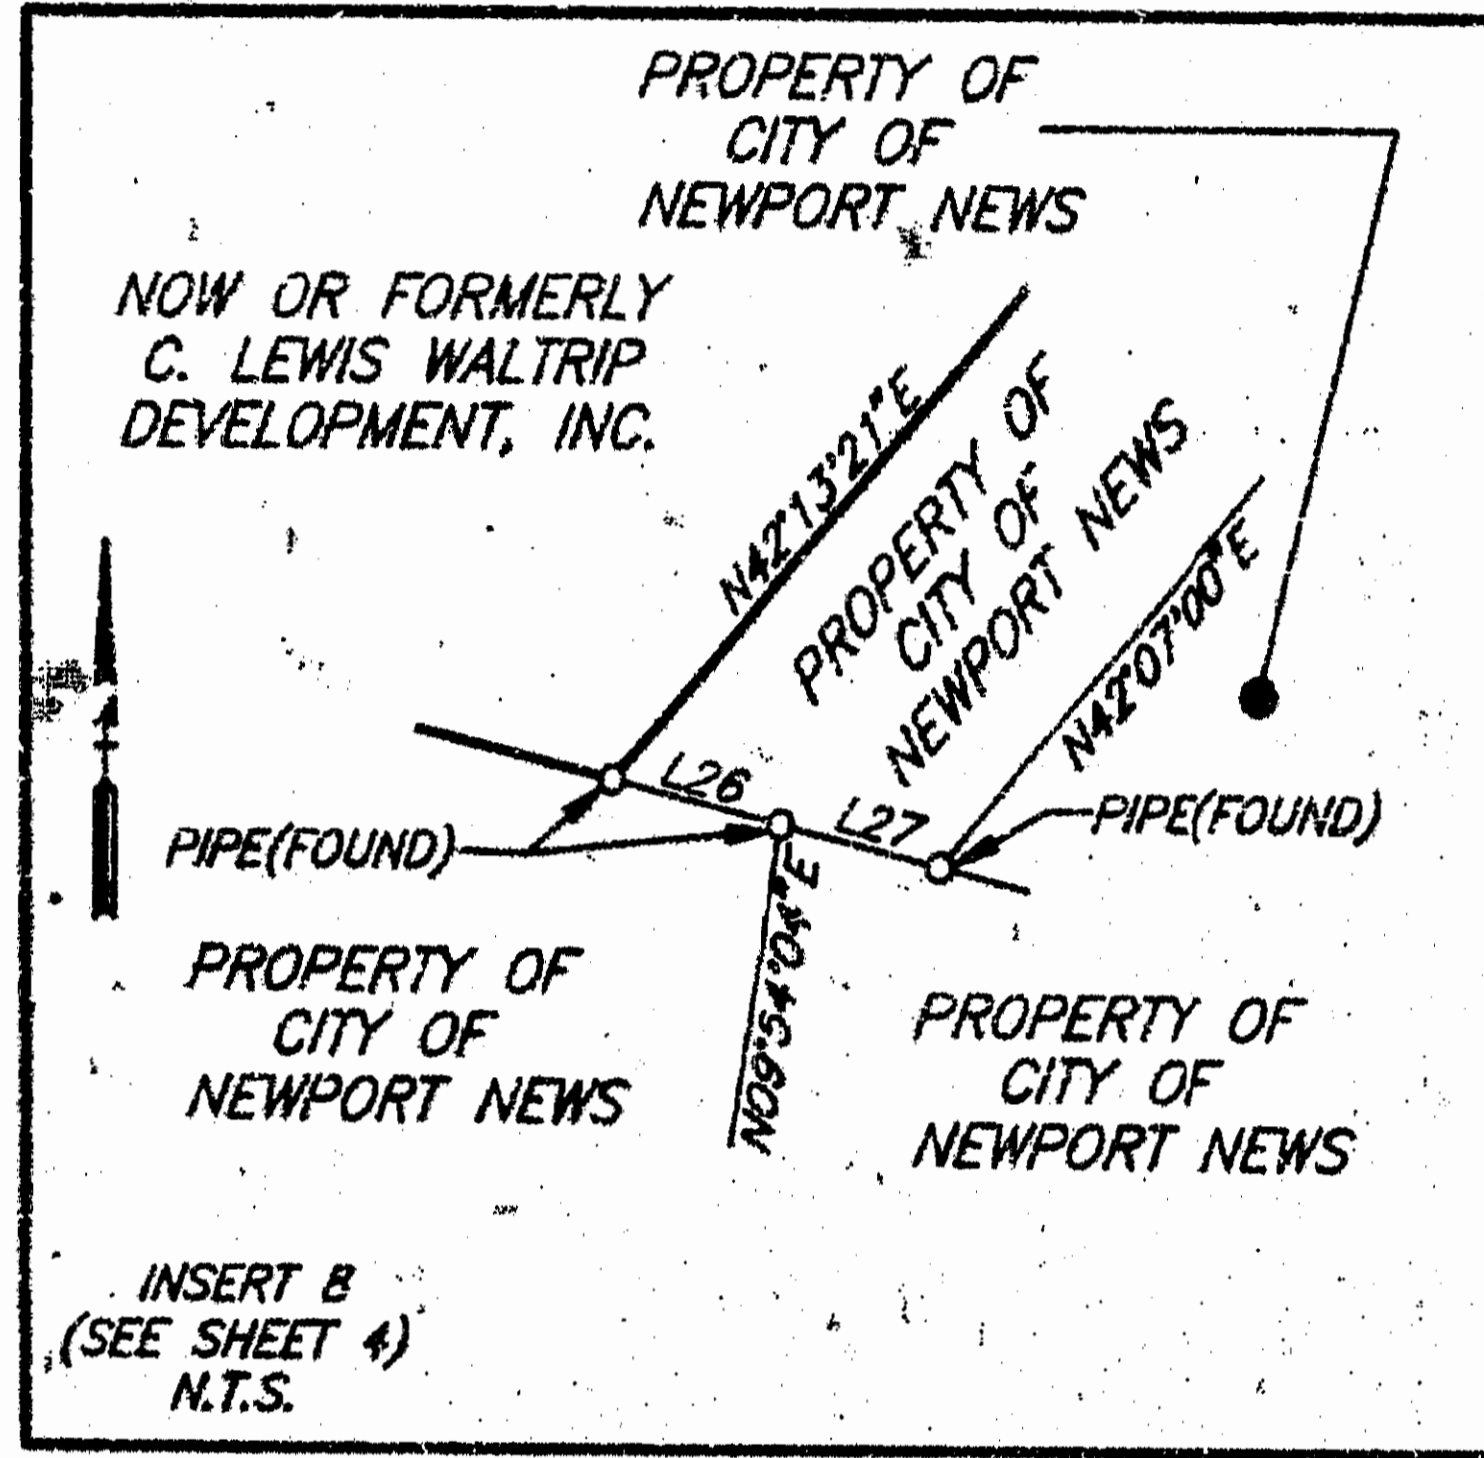 PROPERTY OF
CITY OF
NEWPORT NEWS
NOW OR FORMERLY
C. LEWIS WALTRIP
DEVELOPMENT, INC.
N42°13'21"E
PROPERTY OF
CITY OF
NEWPORT NEWS
N42°07'00"E
L26
L27
PIPE(FOUND)
PIPE(FOUND)
N09°54'04"E
PROPERTY OF
CITY OF
NEWPORT NEWS
PROPERTY OF
CITY OF
NEWPORT NEWS
INSERT B
(SEE SHEET 4)
N.T.S.